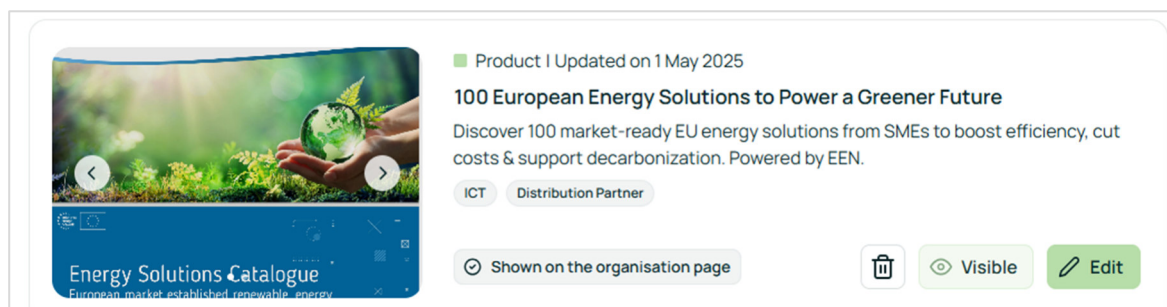 Product | Updated on 1 May 2025
100 European Energy Solutions to Power a Greener Future
Discover 100 market-ready EU energy solutions from SMEs to boost efficiency, cut
costs & support decarbonization. Powered by EEN.
ICT
Distribution Partner
Energy Solutions Catalogue
European market established renewable energy
Shown on the organisation page
Visible
Edit